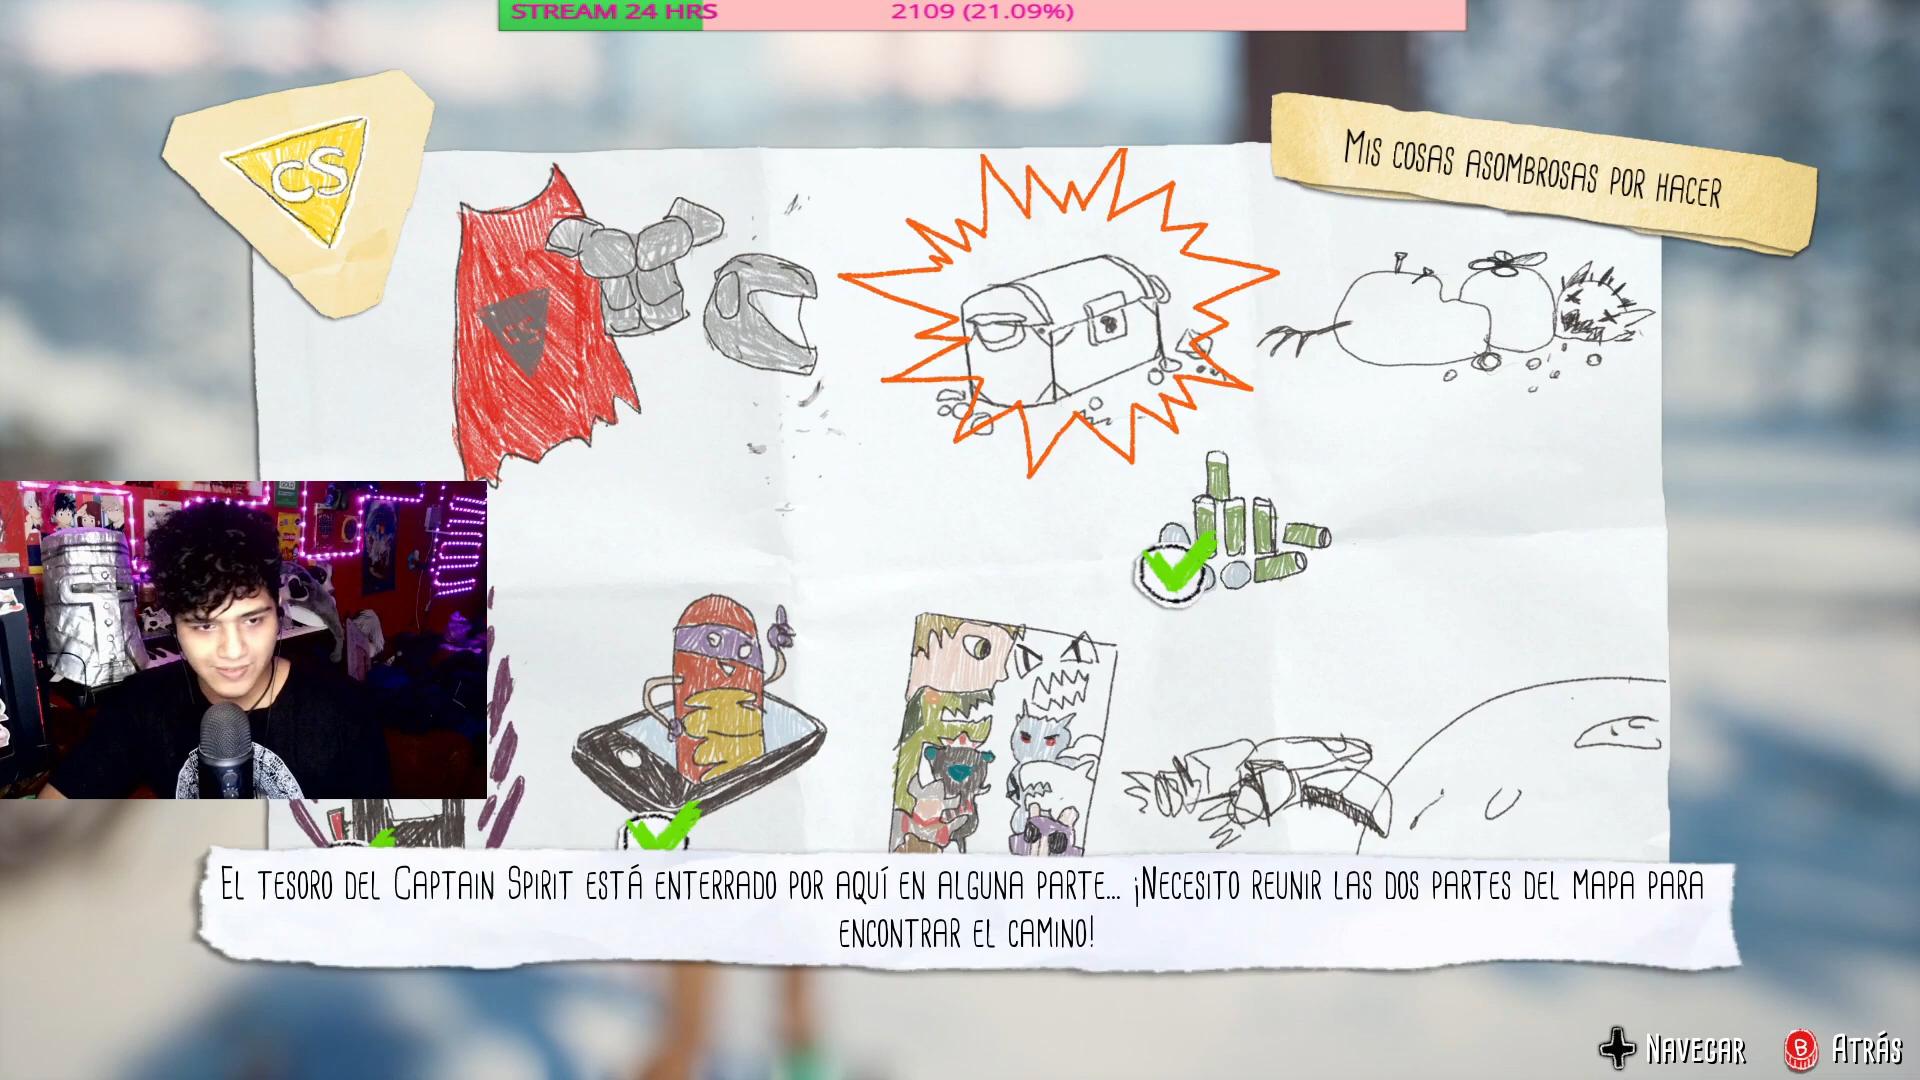 STREAM 24 HRS 2109 (21.09%)
CS
Mis cosas asombrosas por hacer
CS
El tesoro del Captain Spirit está enterrado por aquí en alguna parte... ¡Necesito reunir las dos partes del mapa para
encontrar el camino!
Navegar B Atrás